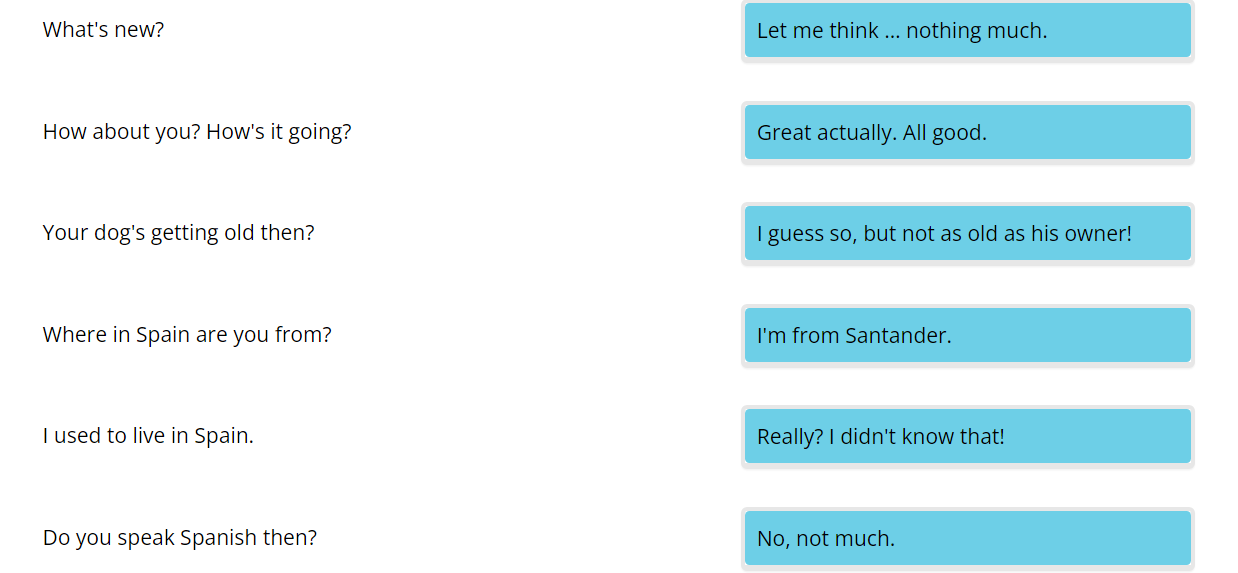 What's new?
Let me think ... nothing much.
How about you? How's it going?
Great actually. All good.
Your dog's getting old then?
I guess so, but not as old as his owner!
Where in Spain are you from?
I'm from Santander.
I used to live in Spain.
Really? I didn't know that!
Do you speak Spanish then?
No, not much.